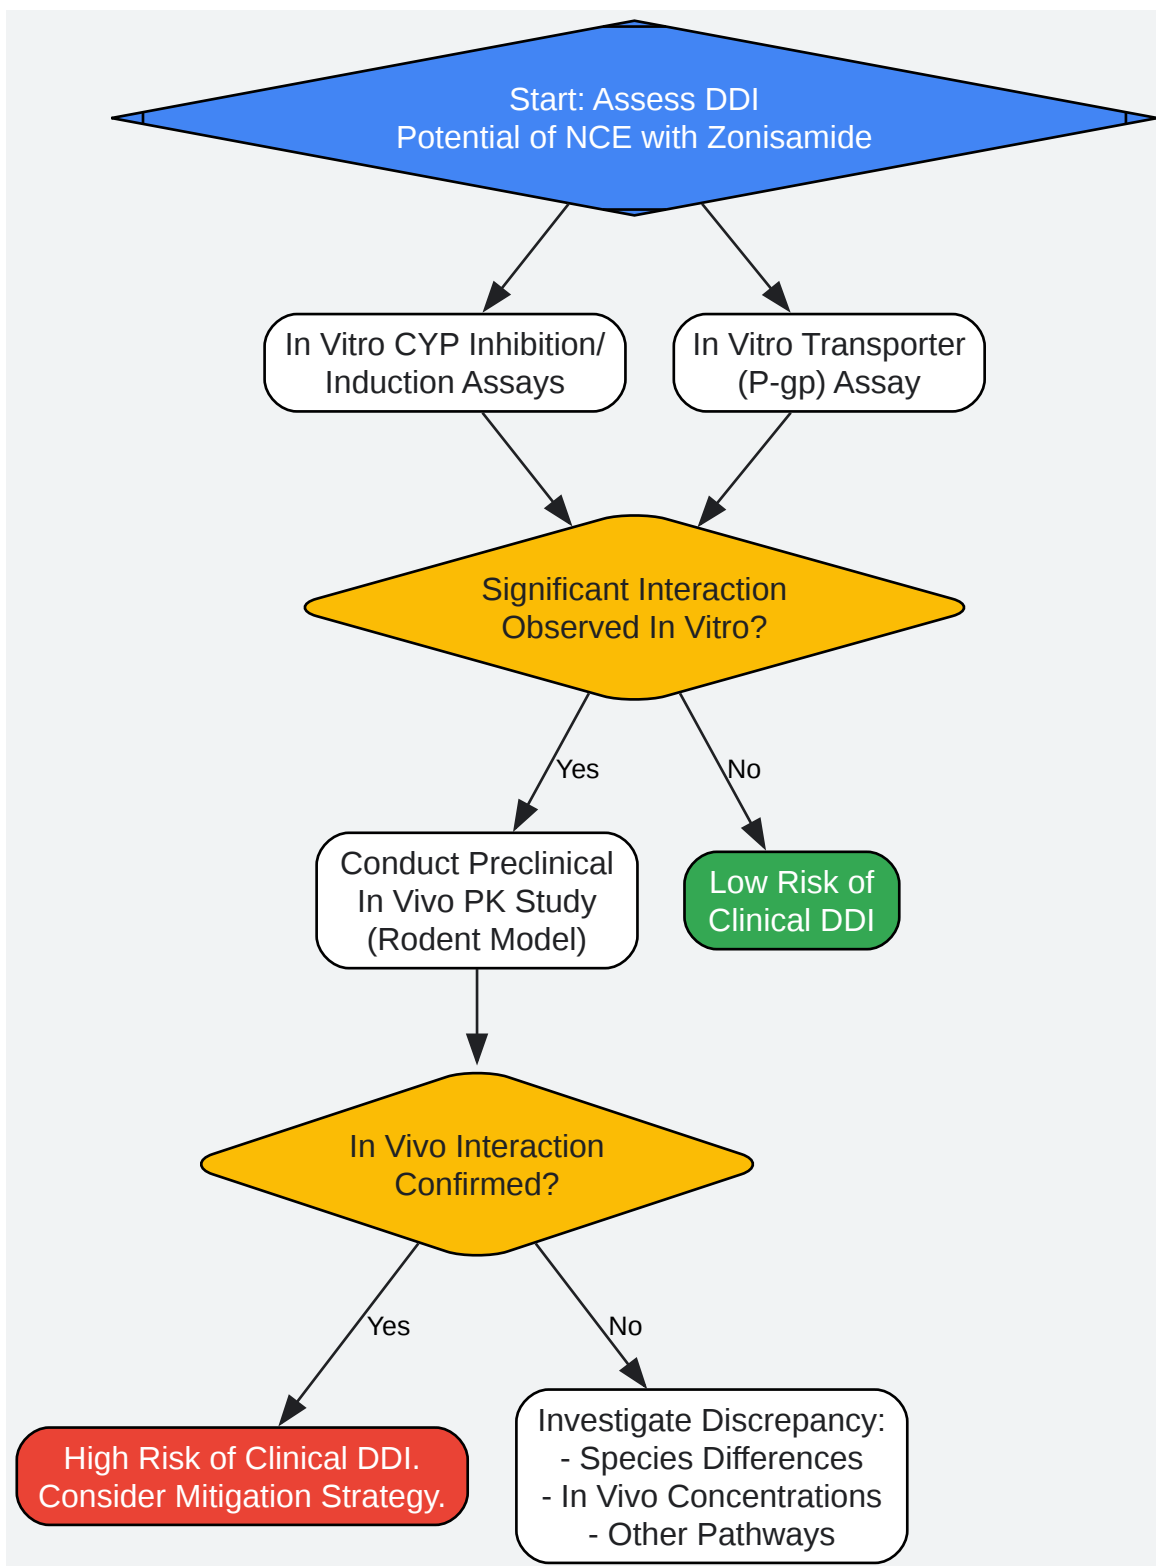 Start: Assess DDI
Potential of NCE with Zonisamide
In Vitro CYP Inhibition/
Induction Assays
In Vitro Transporter
(P-gp) Assay
Significant Interaction
Observed In Vitro?
Yes
No
Conduct Preclinical
In Vivo PK Study
(Rodent Model)
Low Risk of
Clinical DDI
In Vivo Interaction
Confirmed?
Yes
No
High Risk of Clinical DDI.
Consider Mitigation Strategy.
Investigate Discrepancy:
- Species Differences
- In Vivo Concentrations
- Other Pathways